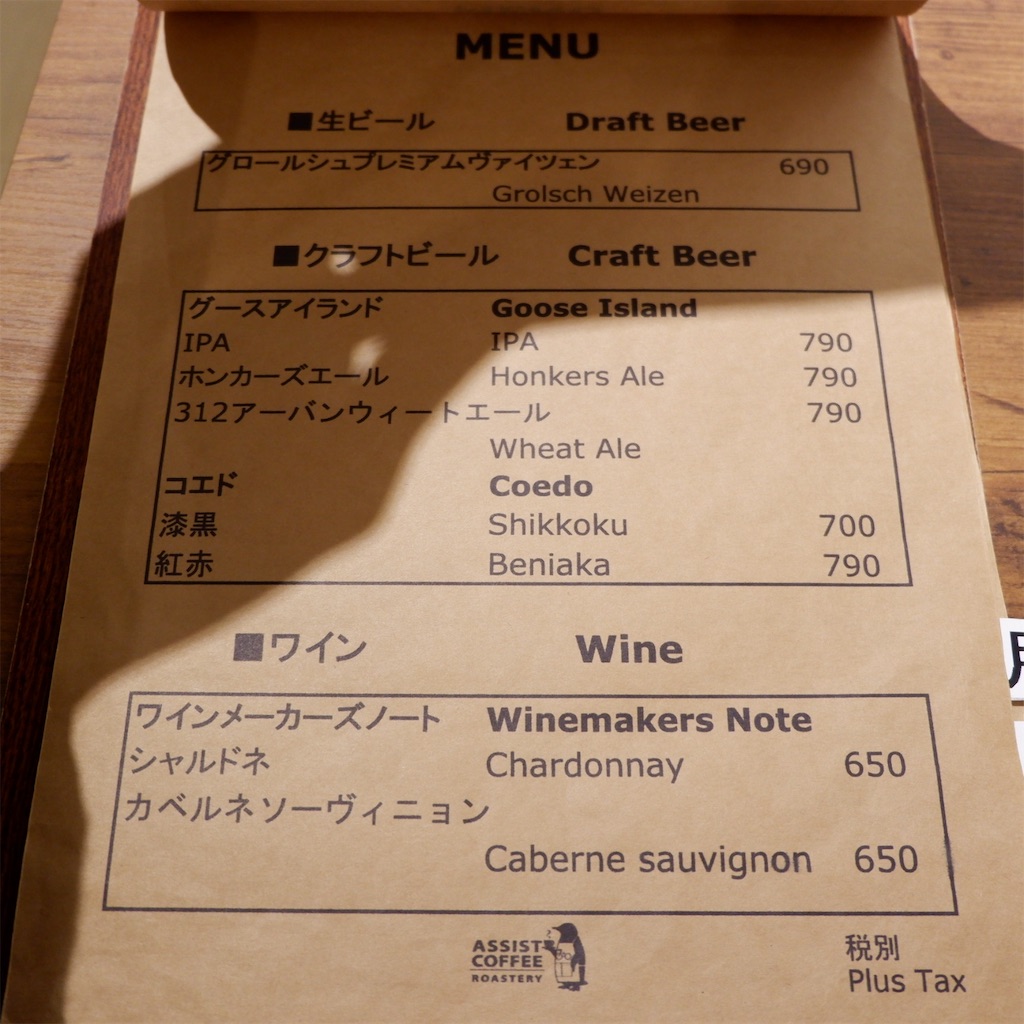 MENU
■生ビール Draft Beer
グロールシュプレミアムヴァイツェン 690
Grolsch Weizen
■クラフトビール Craft Beer
グースアイランド Goose Island
IPA IPA 790
ホンカーズエール Honkers Ale 790
312アーバンウィートエール 790
Wheat Ale
コエド Coedo
漆黒 Shikkoku 700
紅赤 Beniaka 790
■ワイン Wine
ワインメーカーズノート Winemakers Note
シャルドネ Chardonnay 650
カベルネソーヴィニョン
Caberne sauvignon 650
ASSIST
COFFEE
ROASTERY
税別
Plus Tax